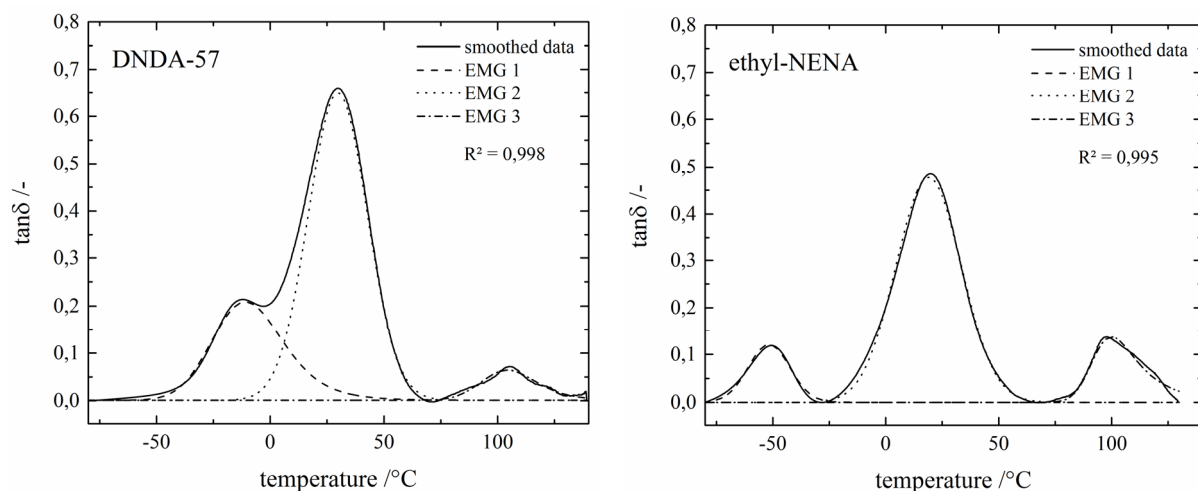 DNDA-57
smoothed data
EMG 1
EMG 2
EMG 3
R² = 0,998
0,8
0,7
0,6
0,5
0,4
0,3
0,2
0,1
0,0
tanδ /-
-50
0
50
100
temperature /°C
ethyl-NENA
smoothed data
EMG 1
EMG 2
EMG 3
R² = 0,995
0,8
0,7
0,6
0,5
0,4
0,3
0,2
0,1
0,0
tanδ /-
-50
0
50
100
temperature /°C